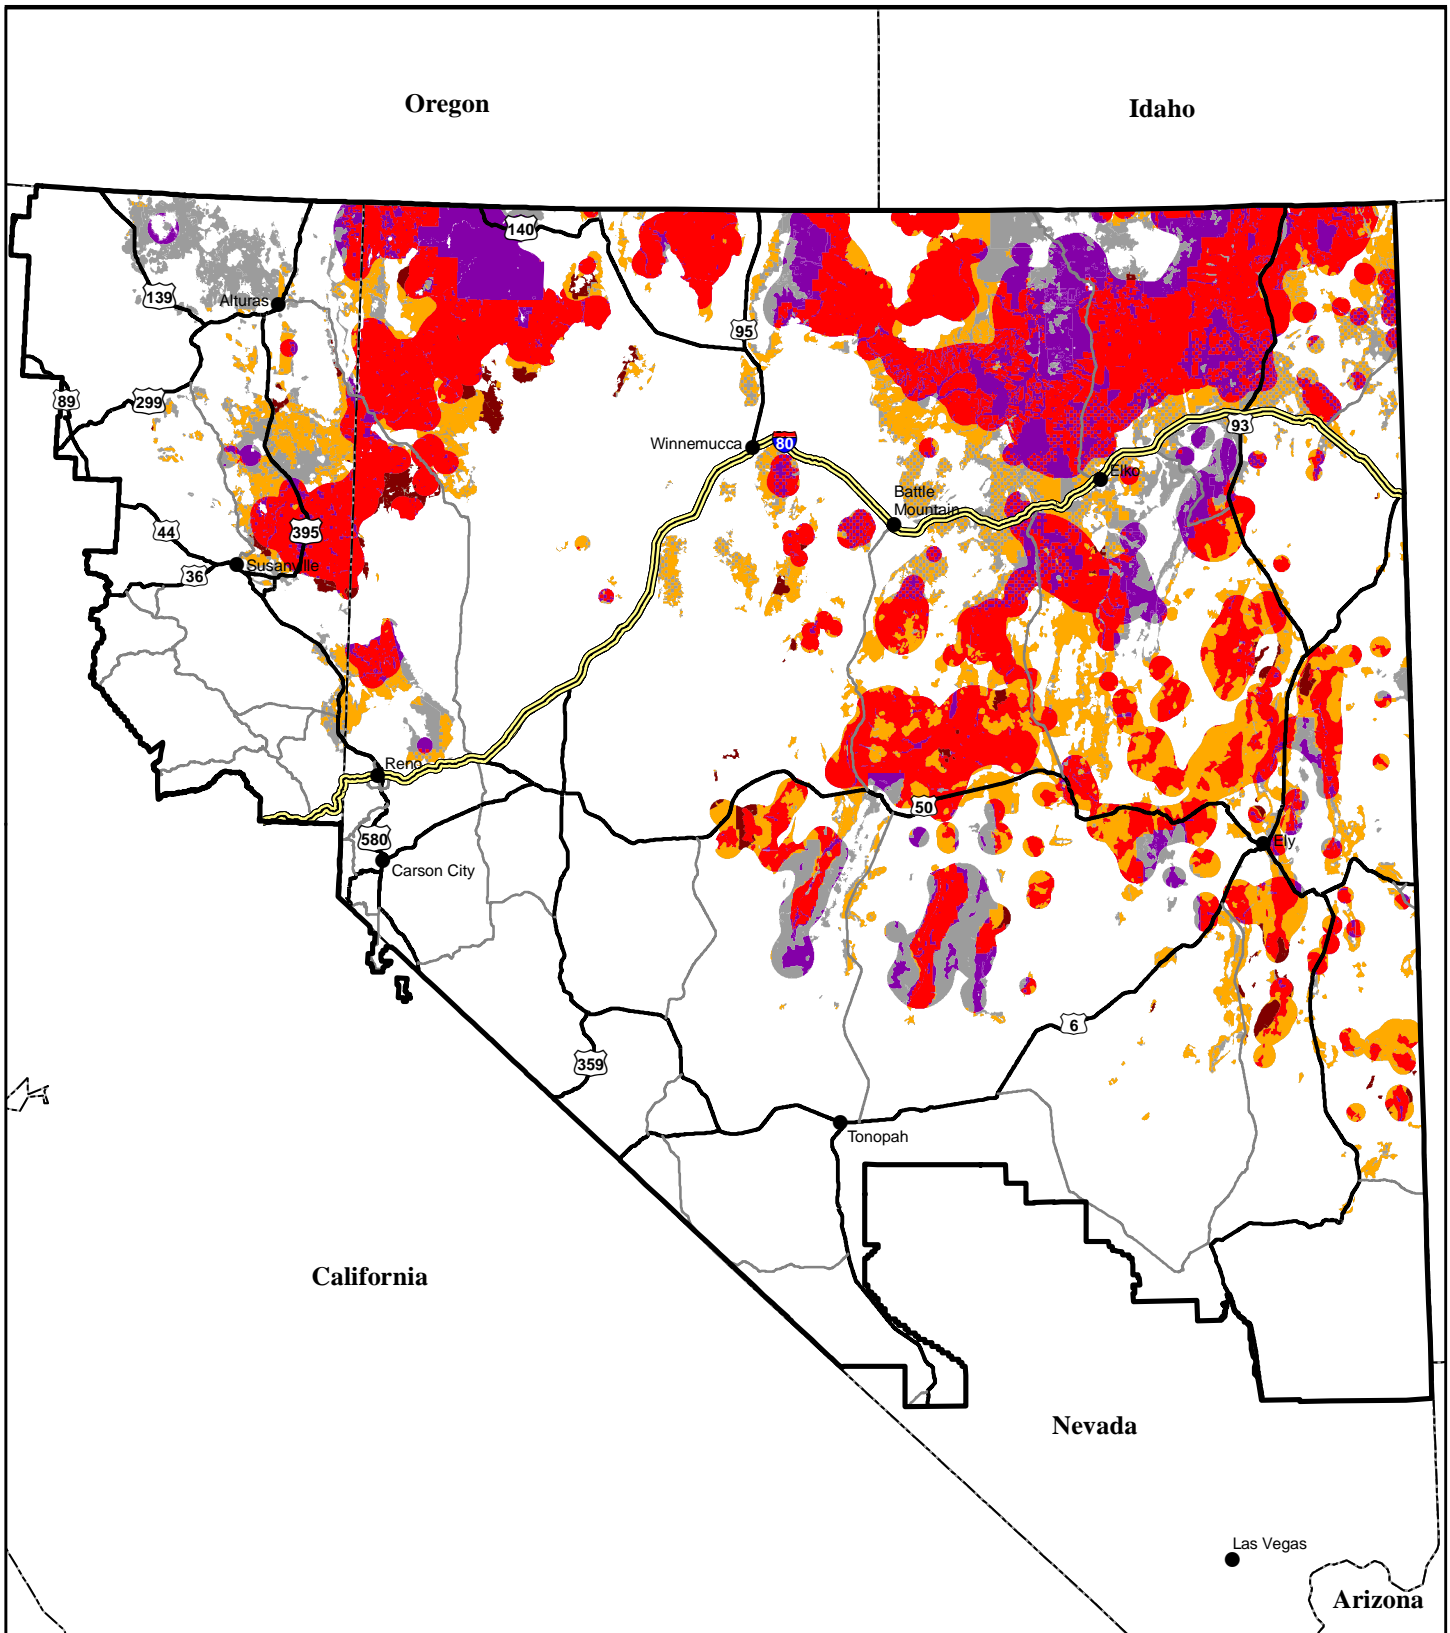 Oregon
Idaho
140
139
Alturas
95
299
89
93
Winnemucca
80
Elko
Battle
Mountain
44
395
Susanville
36
Reno
50
580
Ely
Carson City
6
359
Tonopah
California
Nevada
Las Vegas
Arizona